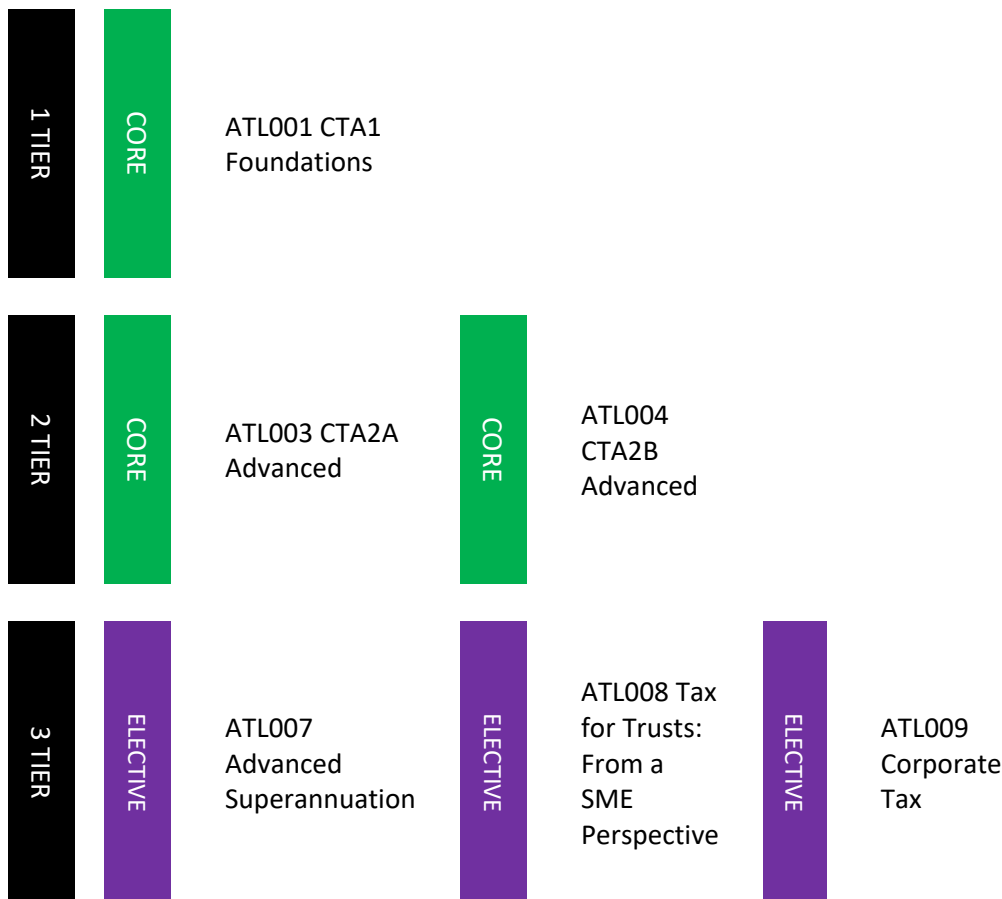 1 TIER
CORE
ATL001 CTA1
Foundations
2 TIER
CORE
ATL003 CTA2A
Advanced
CORE
ATL004
CTA2B
Advanced
3 TIER
ELECTIVE
ATL007
Advanced
Superannuation
ELECTIVE
ATL008 Tax
for Trusts:
From a
SME
Perspective
ELECTIVE
ATL009
Corporate
Tax